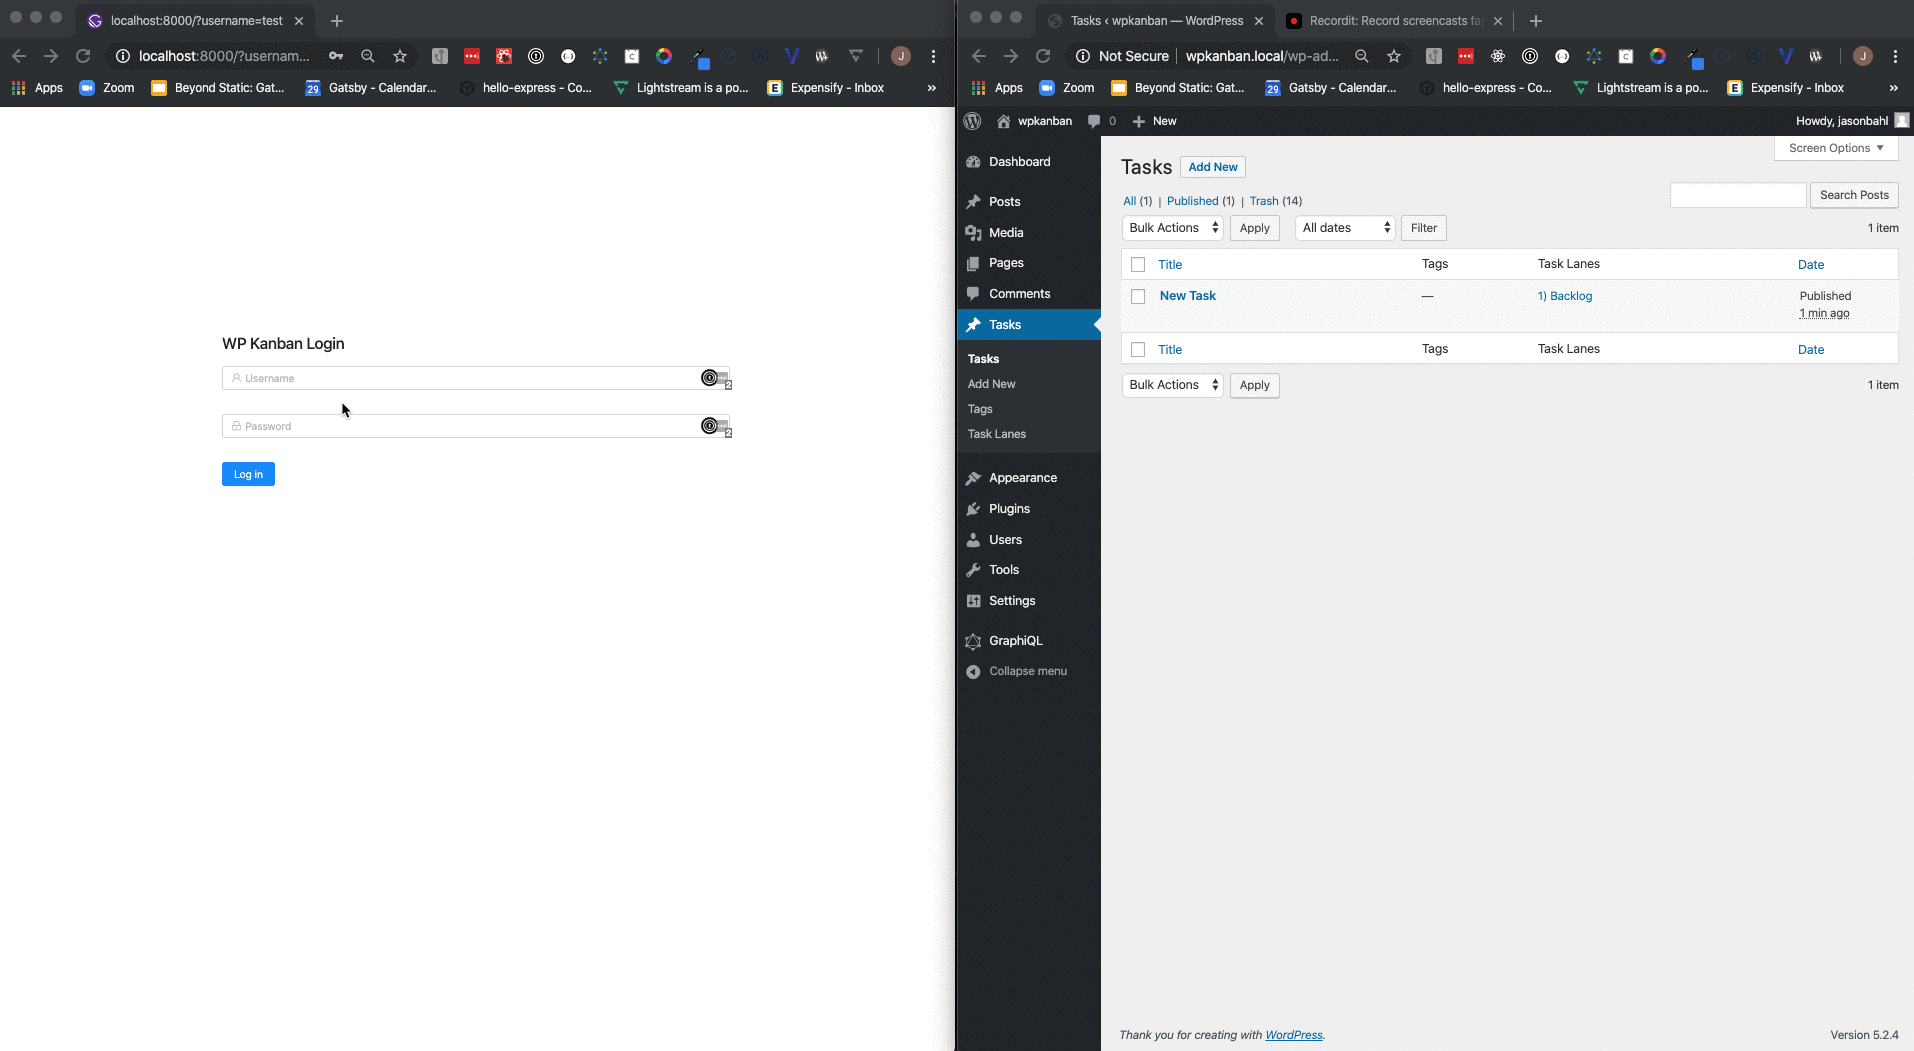 localhost:8000/?username=test
localhost:8000/?usernam...
Apps
Zoom
Beyond Static: Gat...
29
Gatsby - Calendar...
hello-express - Co...
Lightstream is a po...
E
Expensify - Inbox
»
J
WP Kanban Login
Username
2
Password
2
Log in
Tasks ‹ wpkanban — WordPress
Recordit: Record screencasts fa
Not Secure
wpkanban.local/wp-ad...
J
Apps
Zoom
Beyond Static: Gat...
29
Gatsby - Calendar...
hello-express - Co...
Lightstream is a po...
E
Expensify - Inbox
»
wpkanban
0
New
Howdy, jasonbahl
Dashboard
Posts
Media
Pages
Comments
Tasks
Tasks
Add New
Tags
Task Lanes
Appearance
Plugins
Users
Tools
Settings
GraphiQL
Collapse menu
Screen Options
Tasks
Add New
All (1) | Published (1) | Trash (14)
Search Posts
Bulk Actions
Apply
All dates
Filter
1 item
Title
Tags
Task Lanes
Date
New Task
—
1) Backlog
Published
1 min ago
Title
Tags
Task Lanes
Date
Bulk Actions
Apply
1 item
Thank you for creating with WordPress.
Version 5.2.4